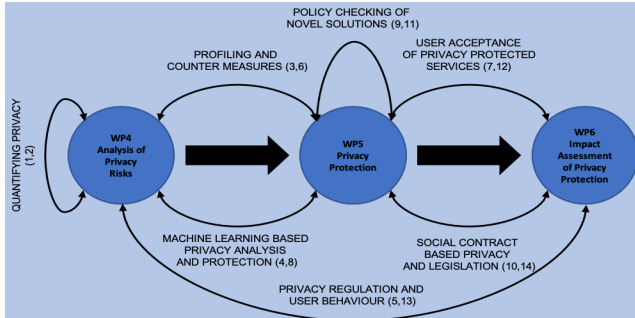 POLICY CHECKING OF
NOVEL SOLUTIONS (9,11)
PROFILING AND
COUNTER MEASURES (3,6)
USER ACCEPTANCE
OF PRIVACY PROTECTED
SERVICES (7,12)
QUANTIFYING PRIVACY
(1,2)
WP4
Analysis of
Privacy
Risks
WP5
Privacy
Protection
WP6
Impact
Assessment
of Privacy
Protection
MACHINE LEARNING BASED
PRIVACY ANALYSIS
AND PROTECTION (4,8)
SOCIAL CONTRACT
BASED PRIVACY
AND LEGISLATION (10,14)
PRIVACY REGULATION AND
USER BEHAVIOUR (5,13)